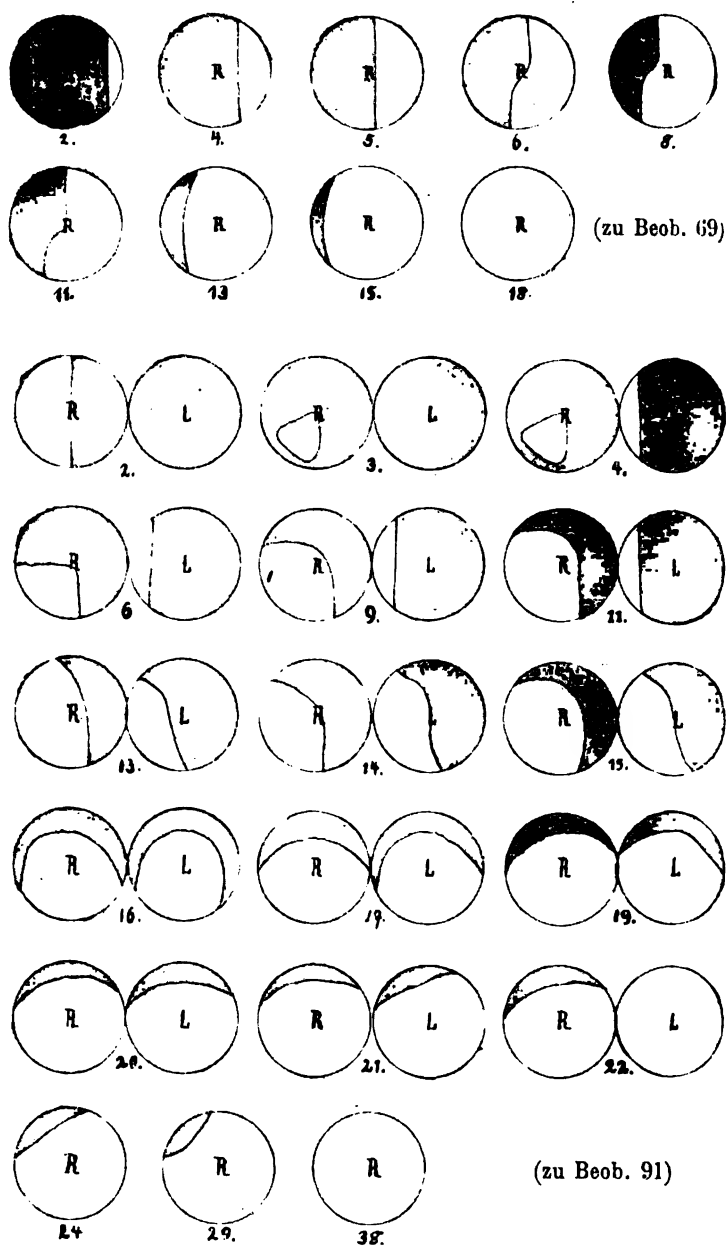 R R R R
2. 4. 5. 6. 8.
R R R R (zu Beob. 69)
11. 13 15. 18.
R L R L R L
2. 3. 4.
R L R L R L
6 9. 11.
R L R L R L
13. 14. 15.
R L R L R L
16. 17. 19.
R L R L R L
20. 21. 22.
R R R (zu Beob. 91)
24 29. 38.